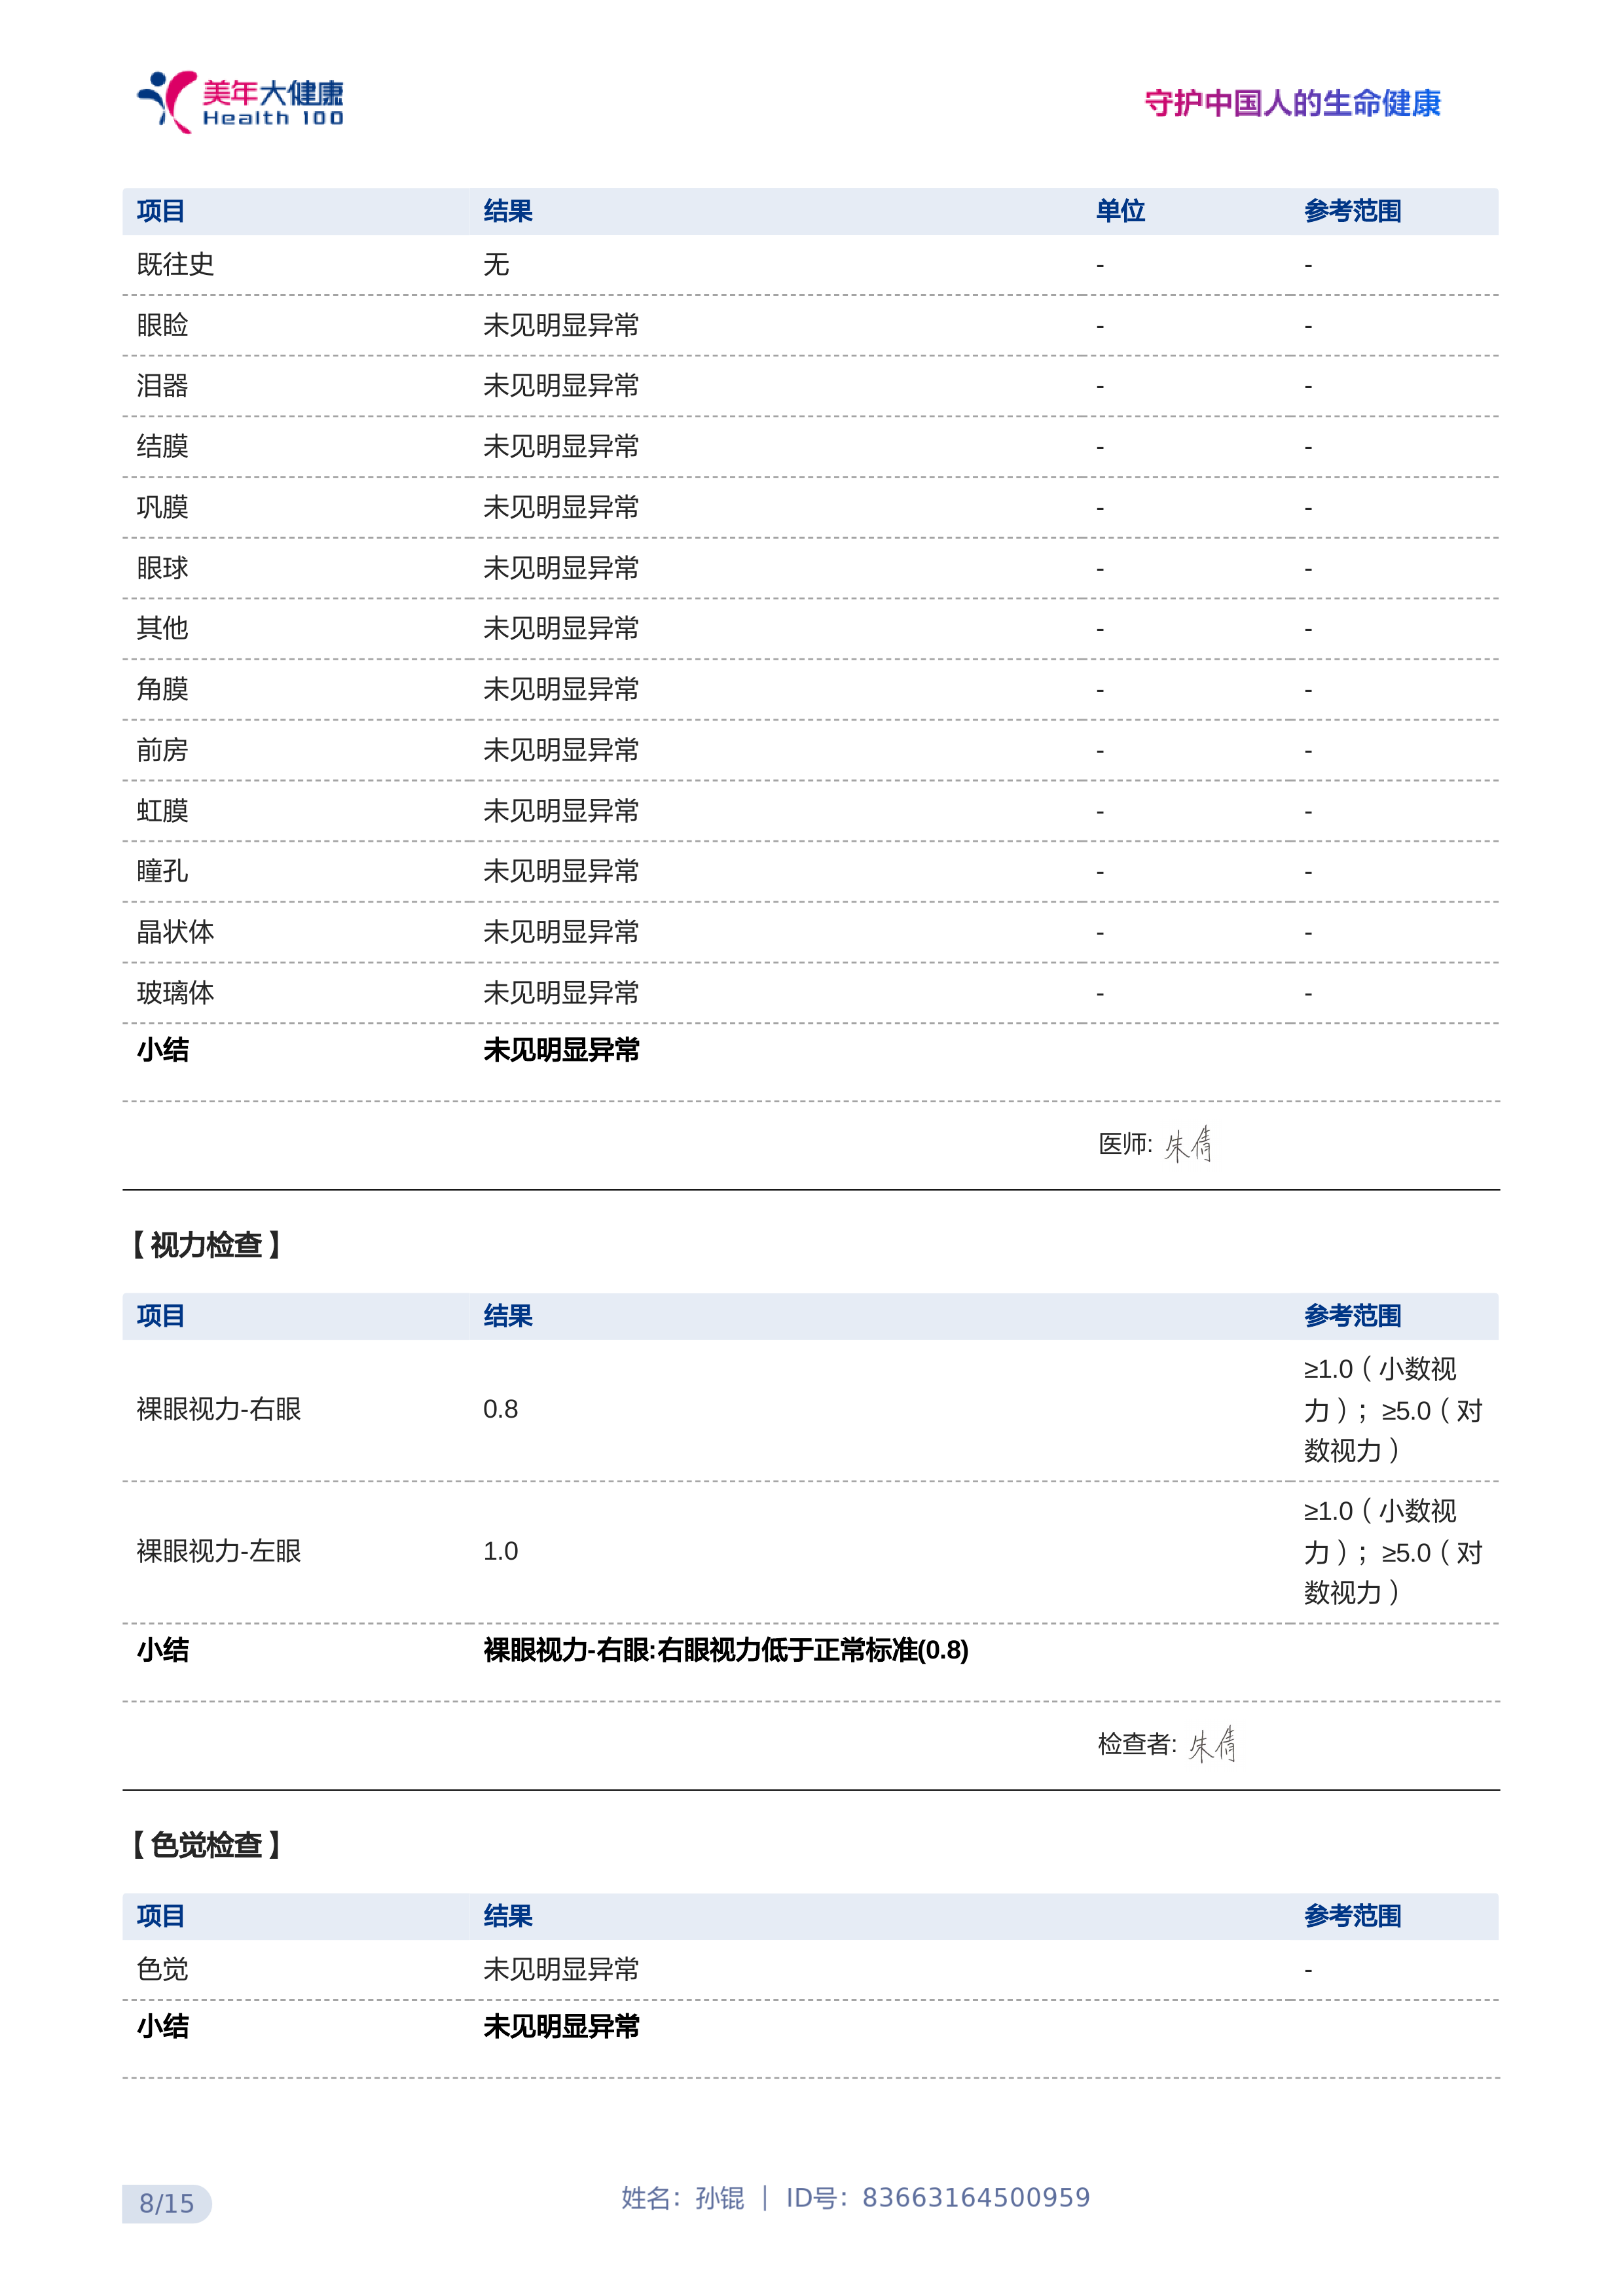 美年大健康
Health 100
守护中国人的生命健康
项目 结果 单位 参考范围
既往史 无 - -
眼睑 未见明显异常 - -
泪器 未见明显异常 - -
结膜 未见明显异常 - -
巩膜 未见明显异常 - -
眼球 未见明显异常 - -
其他 未见明显异常 - -
角膜 未见明显异常 - -
前房 未见明显异常 - -
虹膜 未见明显异常 - -
瞳孔 未见明显异常 - -
晶状体 未见明显异常 - -
玻璃体 未见明显异常 - -
小结 未见明显异常
医师: 朱倩
【视力检查】
项目 结果 参考范围
裸眼视力-右眼 0.8 ≥1.0（小数视
力）；≥5.0（对
数视力）
裸眼视力-左眼 1.0 ≥1.0（小数视
力）；≥5.0（对
数视力）
小结 裸眼视力-右眼:右眼视力低于正常标准(0.8)
检查者: 朱倩
【色觉检查】
项目 结果 参考范围
色觉 未见明显异常 -
小结 未见明显异常
8/15
姓名：孙锟 ｜ ID号：83663164500959